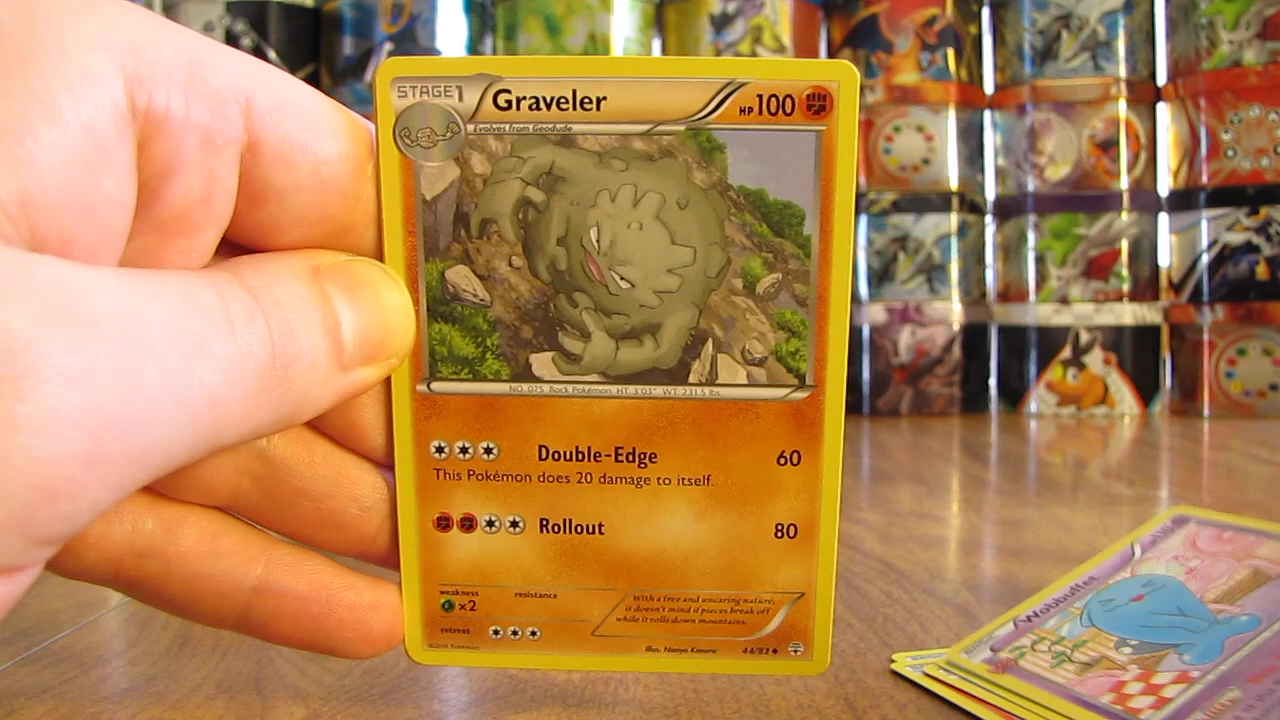 STAGE1 Graveler HP100
Evolves from Geodude
NO. 075 Rock Pokémon HT. 3'03" WT. 231.5 lbs.
Double-Edge 60
This Pokémon does 20 damage to itself.
Rollout 80
weakness resistance
×2
With a free and uncaring nature,
it doesn't mind if pieces break off
while it rolls down mountains.
retreat
©2016 Pokémon Illus. Naoyo Kimura 44/83
Wobbuffet